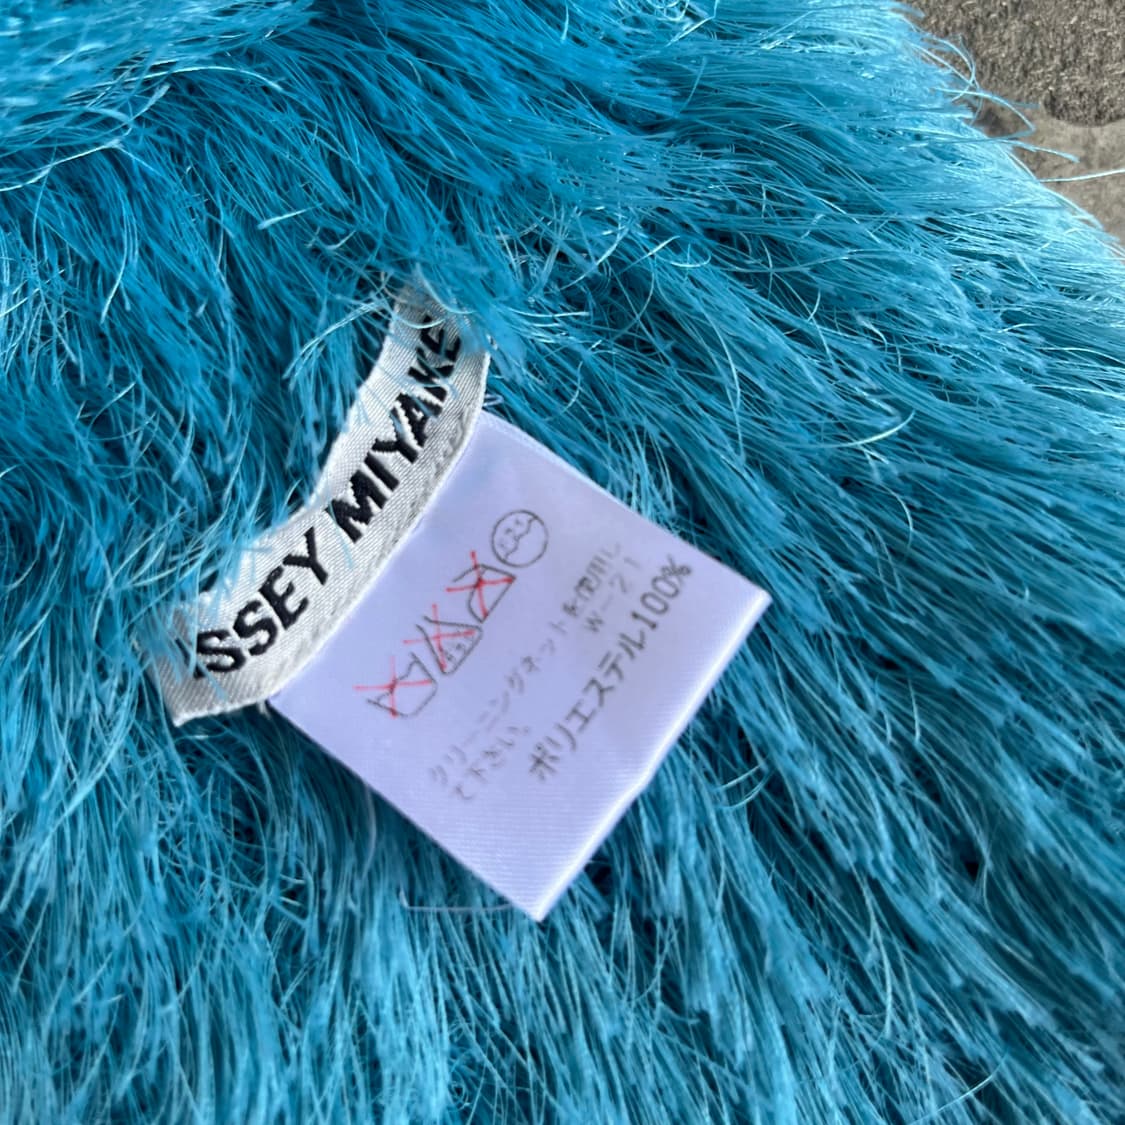 ISSEY MIYAKE
クリーニングネットを使用し
て下さい。
W-21
ポリエステル100%